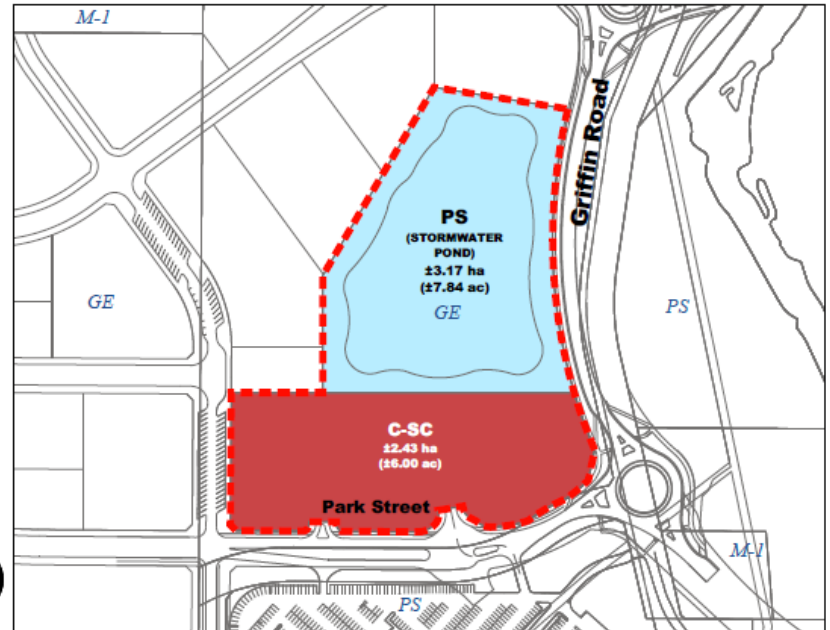 M-1
Griffin Road
PS
(STORMWATER
POND)
±3.17 ha
(±7.84 ac)
GE
GE
PS
C-SC
±2.43 ha
(±6.00 ac)
Park Street
M-1
PS